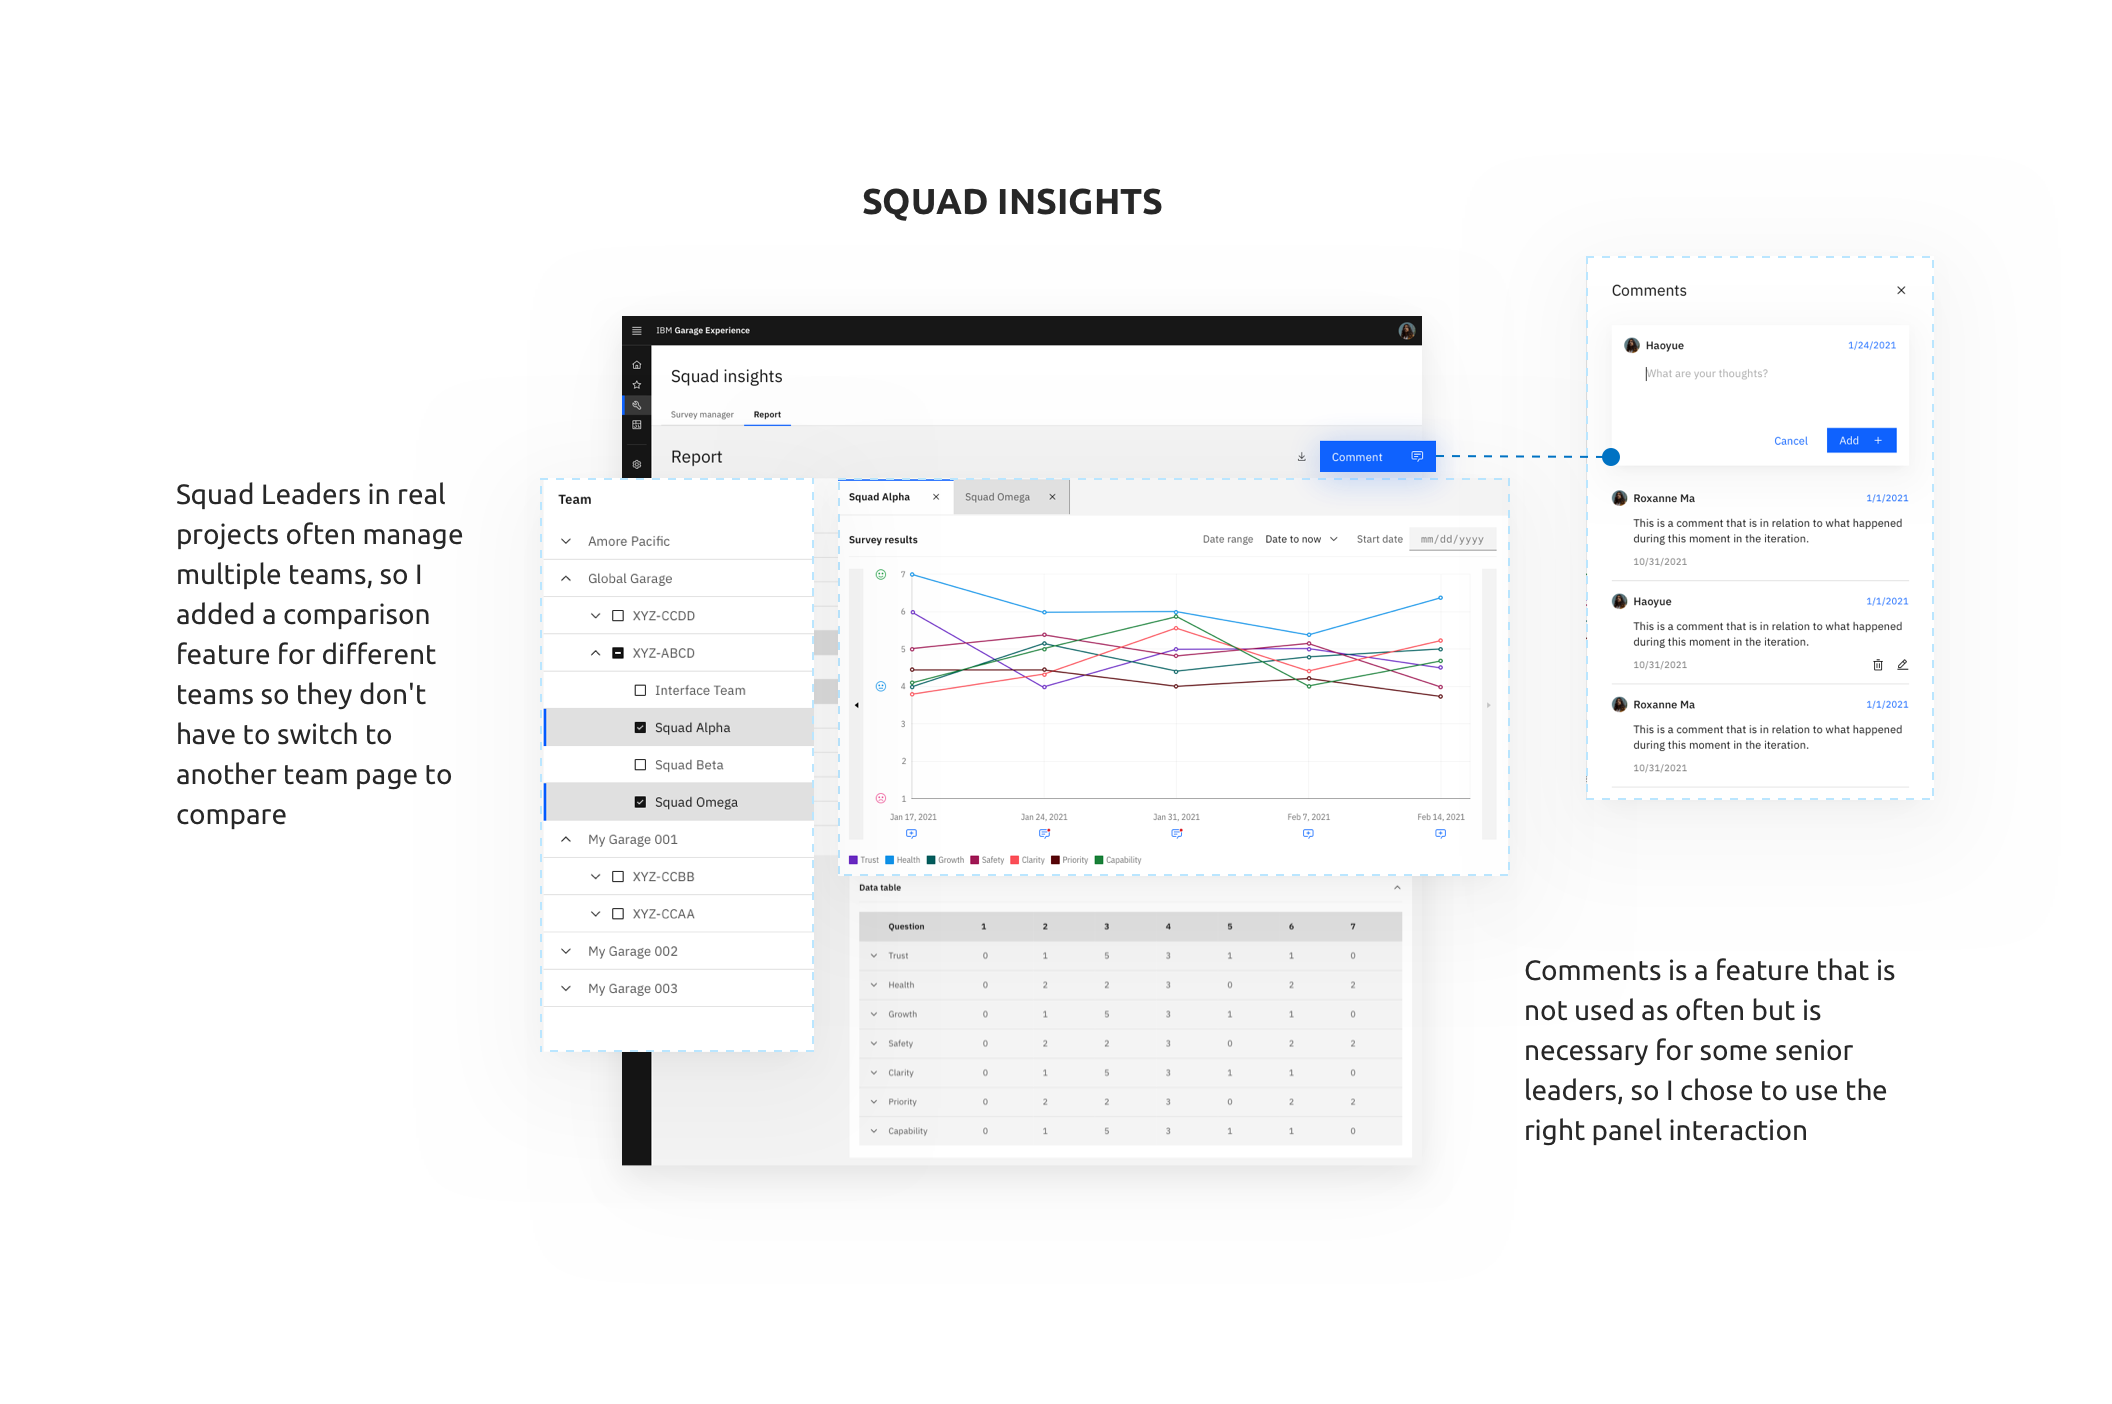 SQUAD INSIGHTS
IBM Garage Experience
Squad insights
Survey manager Report
Report
Comment
Squad Leaders in real
projects often manage
multiple teams, so I
added a comparison
feature for different
teams so they don't
have to switch to
another team page to
compare
Team
Amore Pacific
Global Garage
XYZ-CCDD
XYZ-ABCD
Interface Team
Squad Alpha
Squad Beta
Squad Omega
My Garage 001
XYZ-CCBB
XYZ-CCAA
My Garage 002
My Garage 003
Squad Alpha Squad Omega
Survey results Date range Date to now Start date mm/dd/yyyy
7
6
5
4
3
2
1
Jan 17, 2021 Jan 24, 2021 Jan 31, 2021 Feb 7, 2021 Feb 14, 2021
Trust Health Growth Safety Clarity Priority Capability
Data table
Question 1 2 3 4 5 6 7
Trust 0 1 5 3 1 1 0
Health 0 2 2 3 0 2 2
Growth 0 1 5 3 1 1 0
Safety 0 2 2 3 0 2 2
Clarity 0 1 5 3 1 1 0
Priority 0 2 2 3 0 2 2
Capability 0 1 5 3 1 1 0
Comments
Haoyue 1/24/2021
What are your thoughts?
Cancel Add +
Roxanne Ma 1/1/2021
This is a comment that is in relation to what happened
during this moment in the iteration.
10/31/2021
Haoyue 1/1/2021
This is a comment that is in relation to what happened
during this moment in the iteration.
10/31/2021
Roxanne Ma 1/1/2021
This is a comment that is in relation to what happened
during this moment in the iteration.
10/31/2021
Comments is a feature that is
not used as often but is
necessary for some senior
leaders, so I chose to use the
right panel interaction